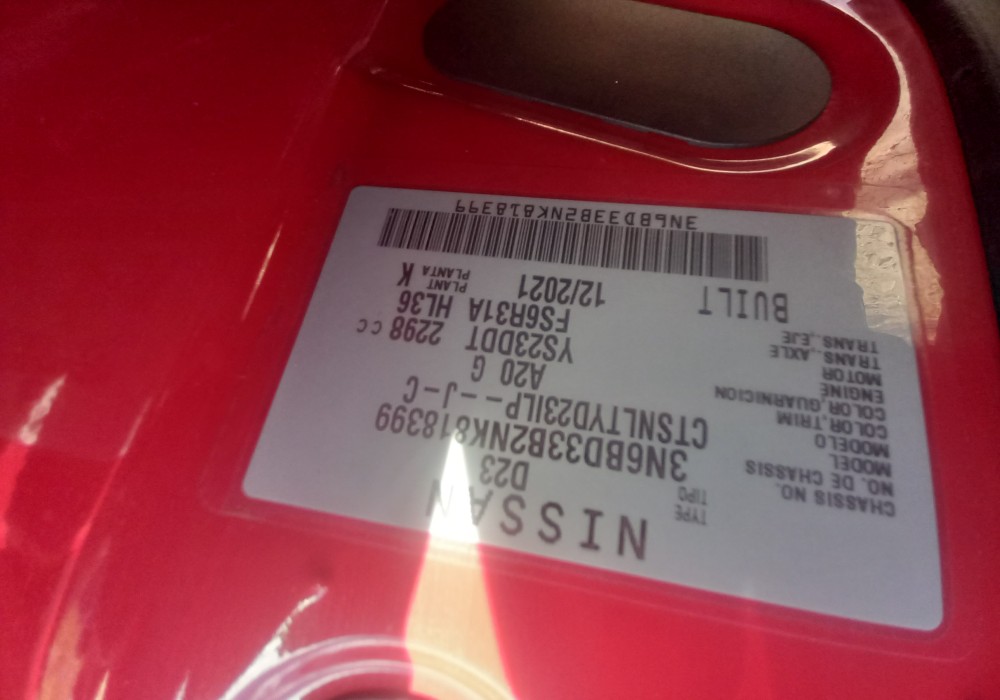 NISSAN
TYPE D23
TIPO
CHASSIS NO. 3N6BD33B2NK818399
NO. DE CHASSIS
MODEL CTSNLTYD23ILP--J-C
MODELO
COLOR,TRIM A20 G
COLOR,GUARNICION
ENGINE YS23DDT 2298 cc
MOTOR
TRANS.,AXLE FS6R31A HL36
TRANS.,EJE
PLANT K
PLANTA
BUILT 12/2021
3N6BD33B2NK818399